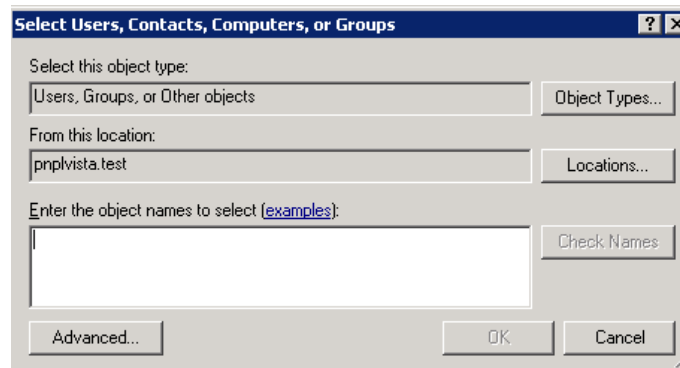 Select Users, Contacts, Computers, or Groups
Select this object type:
Users, Groups, or Other objects
Object Types...
From this location:
pnplvista.test
Locations...
Enter the object names to select (examples):
Check Names
Advanced...
OK
Cancel